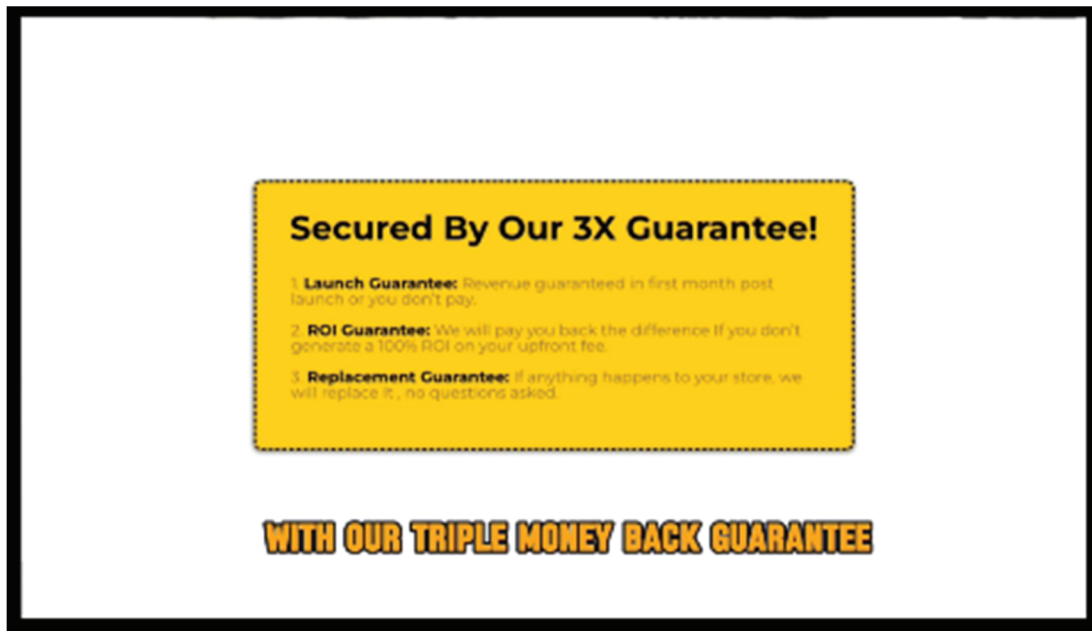 Secured By Our 3X Guarantee!
1. Launch Guarantee: Revenue guaranteed in first month post
launch or you don't pay.
2. ROI Guarantee: We will pay you back the difference If you don't
generate a 100% ROI on your upfront fee.
3. Replacement Guarantee: If anything happens to your store, we
will replace it , no questions asked.
WITH OUR TRIPLE MONEY BACK GUARANTEE